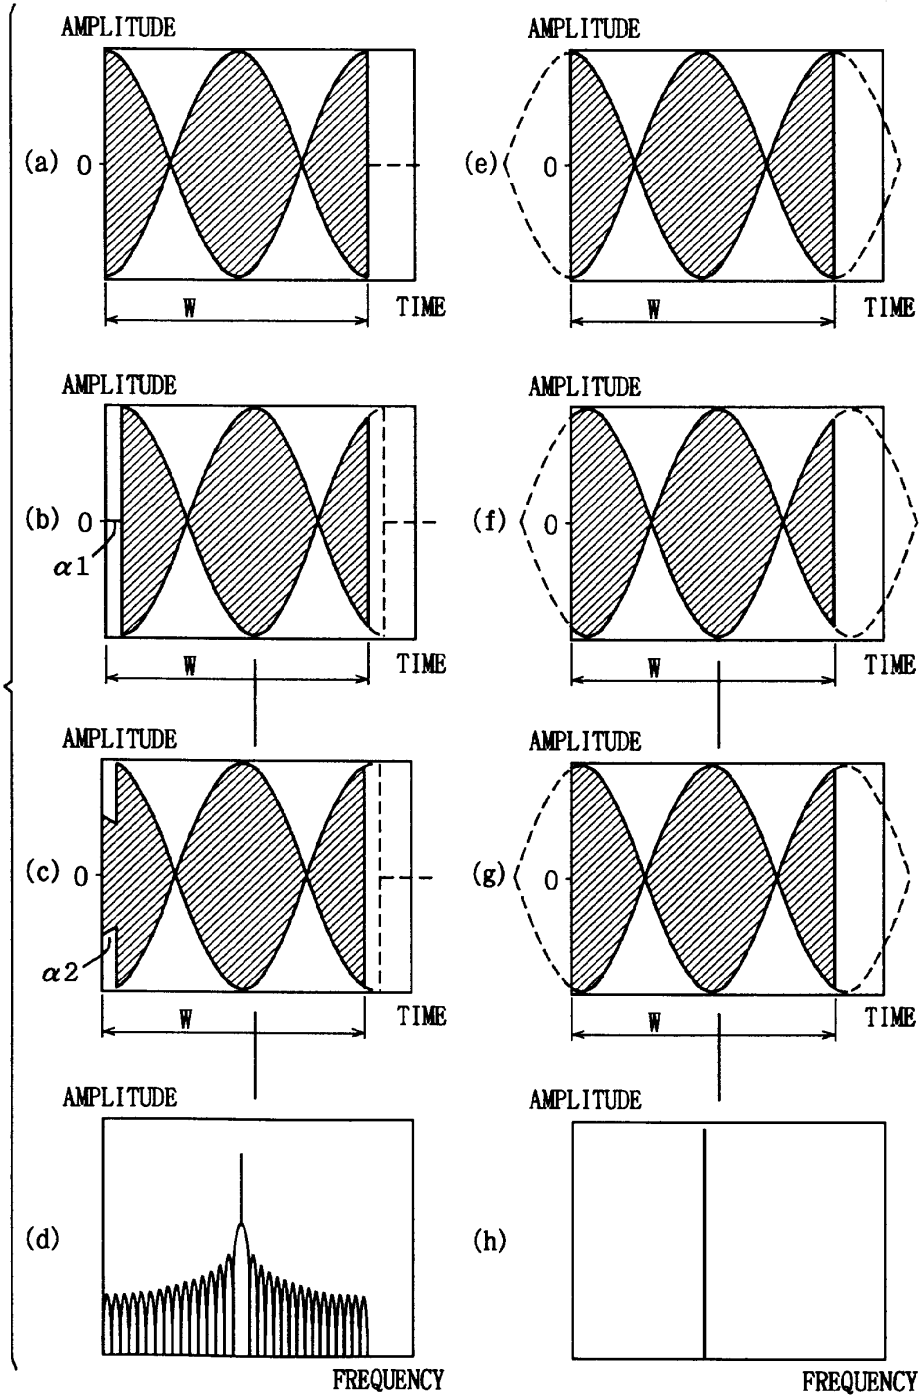 AMPLITUDE
(a) 0
W
TIME
AMPLITUDE
(b) 0
α1
W
TIME
AMPLITUDE
(c) 0
α2
W
TIME
AMPLITUDE
(d)
FREQUENCY
AMPLITUDE
(e) 0
W
TIME
AMPLITUDE
(f) 0
W
TIME
AMPLITUDE
(g) 0
W
TIME
AMPLITUDE
(h)
FREQUENCY